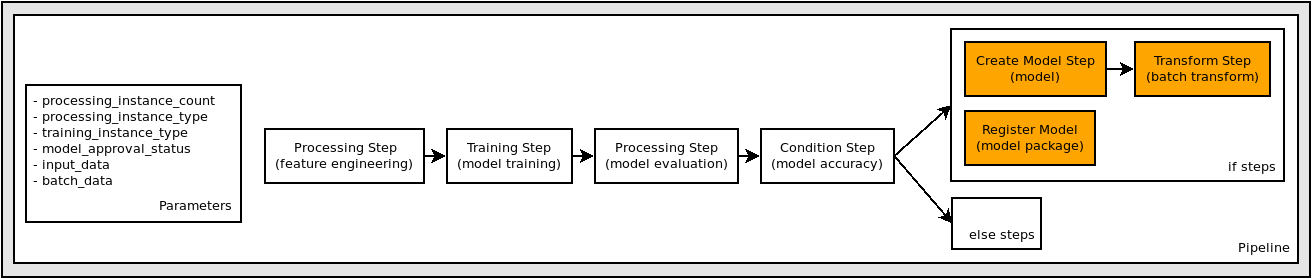 - processing_instance_count
- processing_instance_type
- training_instance_type
- model_approval_status
- input_data
- batch_data
Parameters
Processing Step
(feature engineering)
Training Step
(model training)
Processing Step
(model evaluation)
Condition Step
(model accuracy)
Create Model Step
(model)
Transform Step
(batch transform)
Register Model
(model package)
if steps
else steps
Pipeline